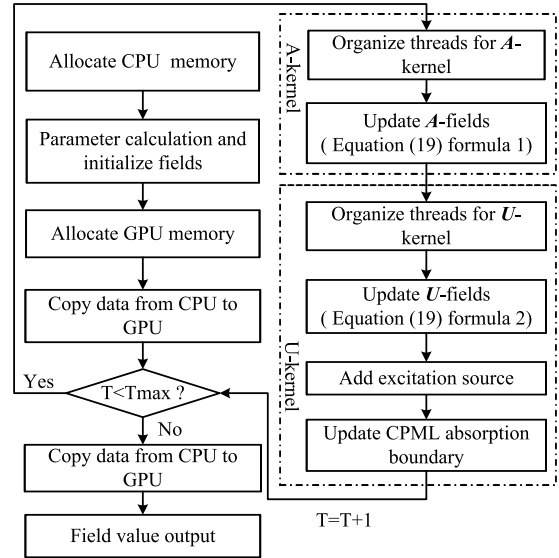 Allocate CPU memory
Parameter calculation and
initialize fields
Allocate GPU memory
Copy data from CPU to
GPU
Yes
T<Tmax ?
No
Copy data from CPU to
GPU
Field value output
A-kernel
Organize threads for A-
kernel
Update A-fields
( Equation (19) formula 1)
U-kernel
Organize threads for U-
kernel
Update U-fields
( Equation (19) formula 2)
Add excitation source
Update CPML absorption
boundary
T=T+1